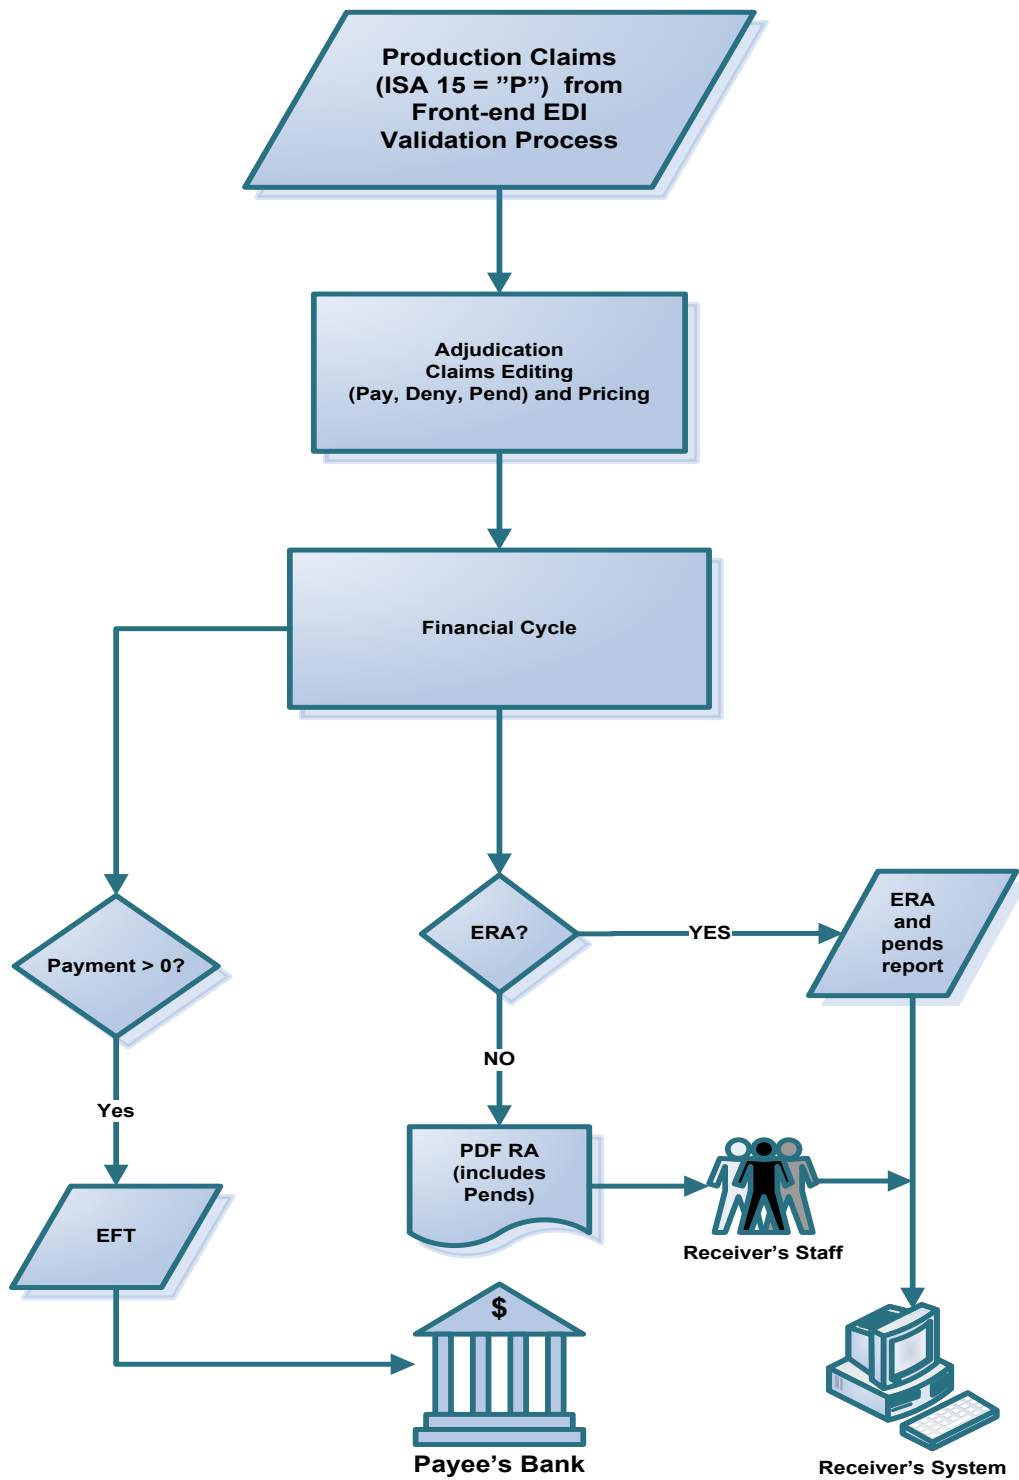 Production Claims
(ISA 15 = ”P”) from
Front-end EDI
Validation Process
Adjudication
Claims Editing
(Pay, Deny, Pend) and Pricing
Financial Cycle
Payment > 0?
Yes
EFT
ERA?
YES
ERA
and
pends
report
NO
PDF RA
(includes
Pends)
Receiver’s Staff
$
Payee’s Bank
Receiver’s System